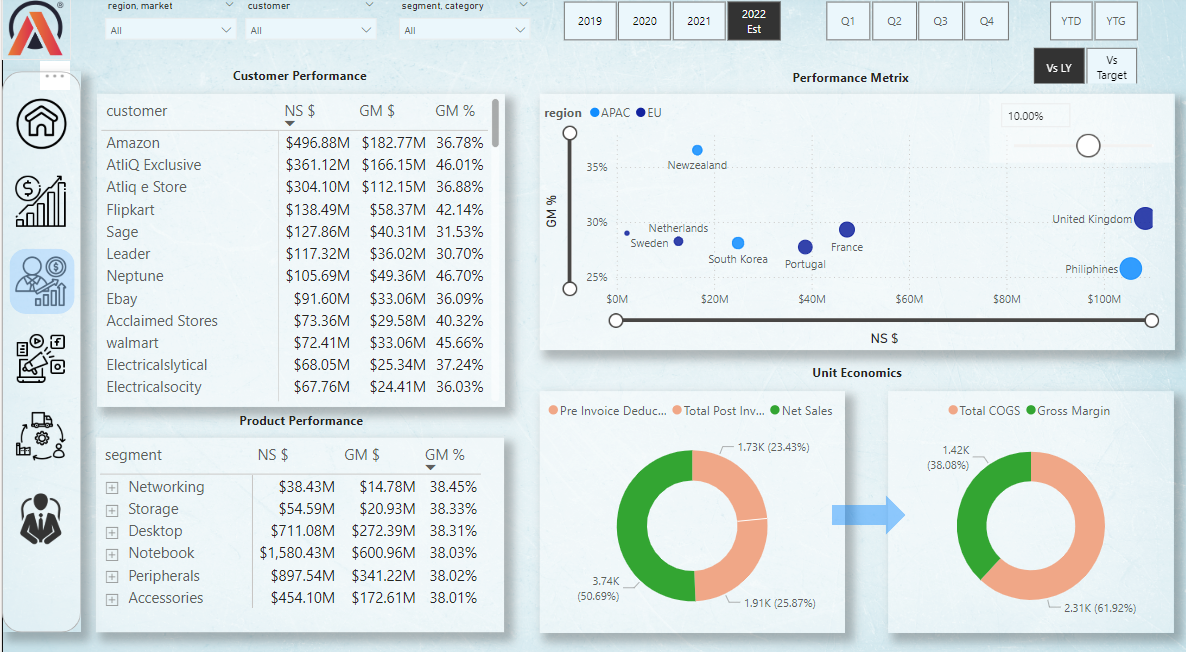 region, market
customer
segment, category
All
All
All
2019
2020
2021
2022
Est
Q1
Q2
Q3
Q4
YTD
YTG
Vs LY
Vs
Target
Customer Performance
customer NS $ GM $ GM %
Amazon $496.88M $182.77M 36.78%
AtliQ Exclusive $361.12M $166.15M 46.01%
Atliq e Store $304.10M $112.15M 36.88%
Flipkart $138.49M $58.37M 42.14%
Sage $127.86M $40.31M 31.53%
Leader $117.32M $36.02M 30.70%
Neptune $105.69M $49.36M 46.70%
Ebay $91.60M $33.06M 36.09%
Acclaimed Stores $73.36M $29.58M 40.32%
walmart $72.41M $33.06M 45.66%
Electricalslytical $68.05M $25.34M 37.24%
Electricalsocity $67.76M $24.41M 36.03%
Performance Metrix
region APAC EU
10.00%
GM %
35%
30%
25%
Newzealand
Netherlands
Sweden
South Korea
Portugal
France
United Kingdom
Philiphines
$0M $20M $40M $60M $80M $100M
NS $
Product Performance
segment NS $ GM $ GM %
Networking $38.43M $14.78M 38.45%
Storage $54.59M $20.93M 38.33%
Desktop $711.08M $272.39M 38.31%
Notebook $1,580.43M $600.96M 38.03%
Peripherals $897.54M $341.22M 38.02%
Accessories $454.10M $172.61M 38.01%
Unit Economics
Pre Invoice Deduc... Total Post Inv... Net Sales
1.73K (23.43%)
3.74K
(50.69%)
1.91K (25.87%)
Total COGS Gross Margin
1.42K
(38.08%)
2.31K (61.92%)